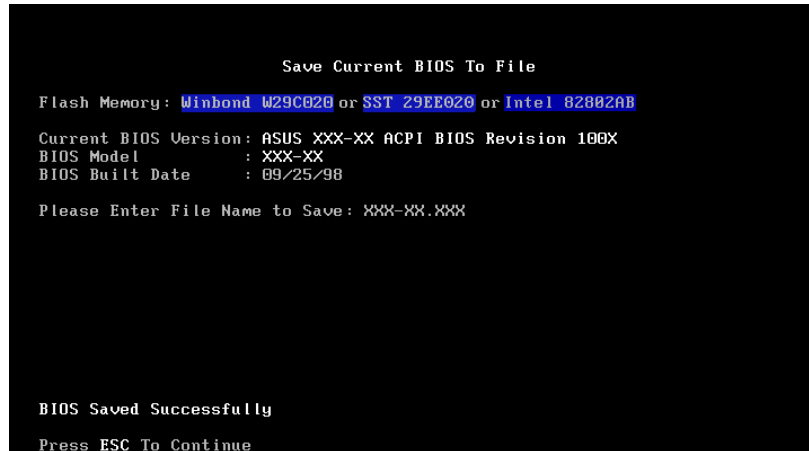 Save Current BIOS To File
Flash Memory: Winbond W29C020 or SST 29EE020 or Intel 82802AB
Current BIOS Version: ASUS XXX-XX ACPI BIOS Revision 100X
BIOS Model : XXX-XX
BIOS Built Date : 09/25/98
Please Enter File Name to Save: XXX-XX.XXX
BIOS Saved Successfully
Press ESC To Continue